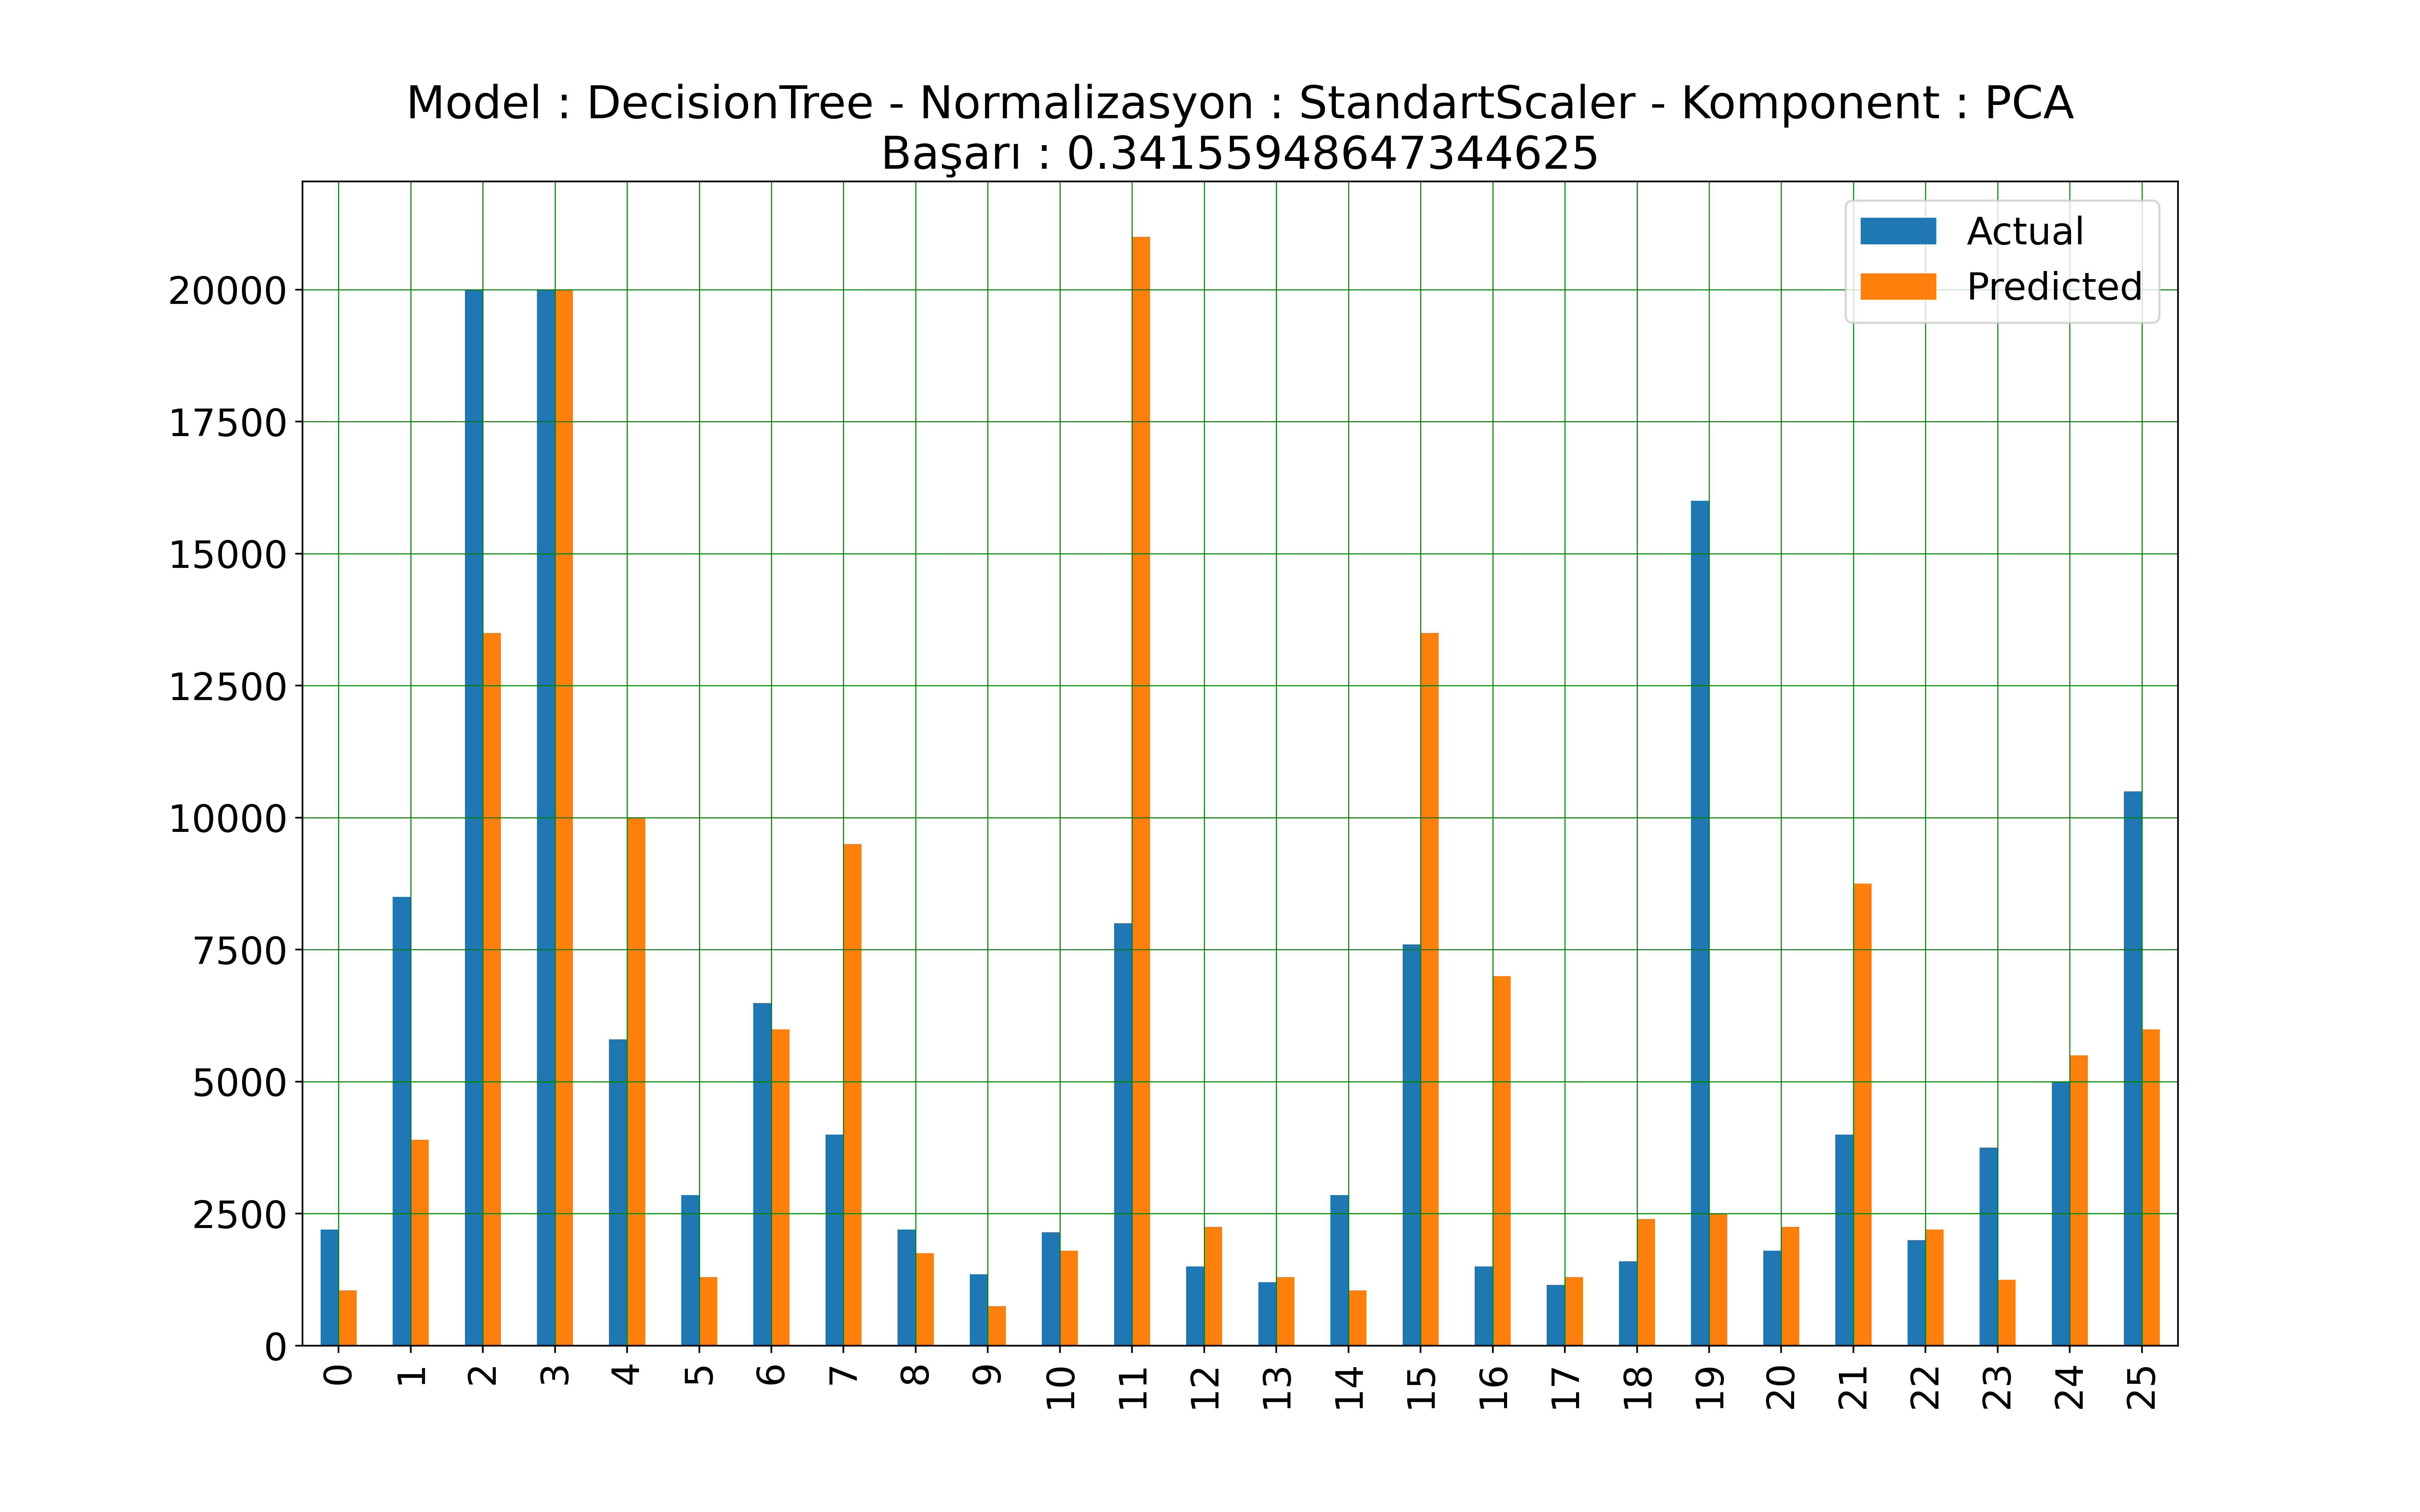 Model : DecisionTree - Normalizasyon : StandartScaler - Komponent : PCA
Başarı : 0.34155948647344625
Actual
Predicted
20000
17500
15000
12500
10000
7500
5000
2500
0
0 1 2 3 4 5 6 7 8 9 10 11 12 13 14 15 16 17 18 19 20 21 22 23 24 25